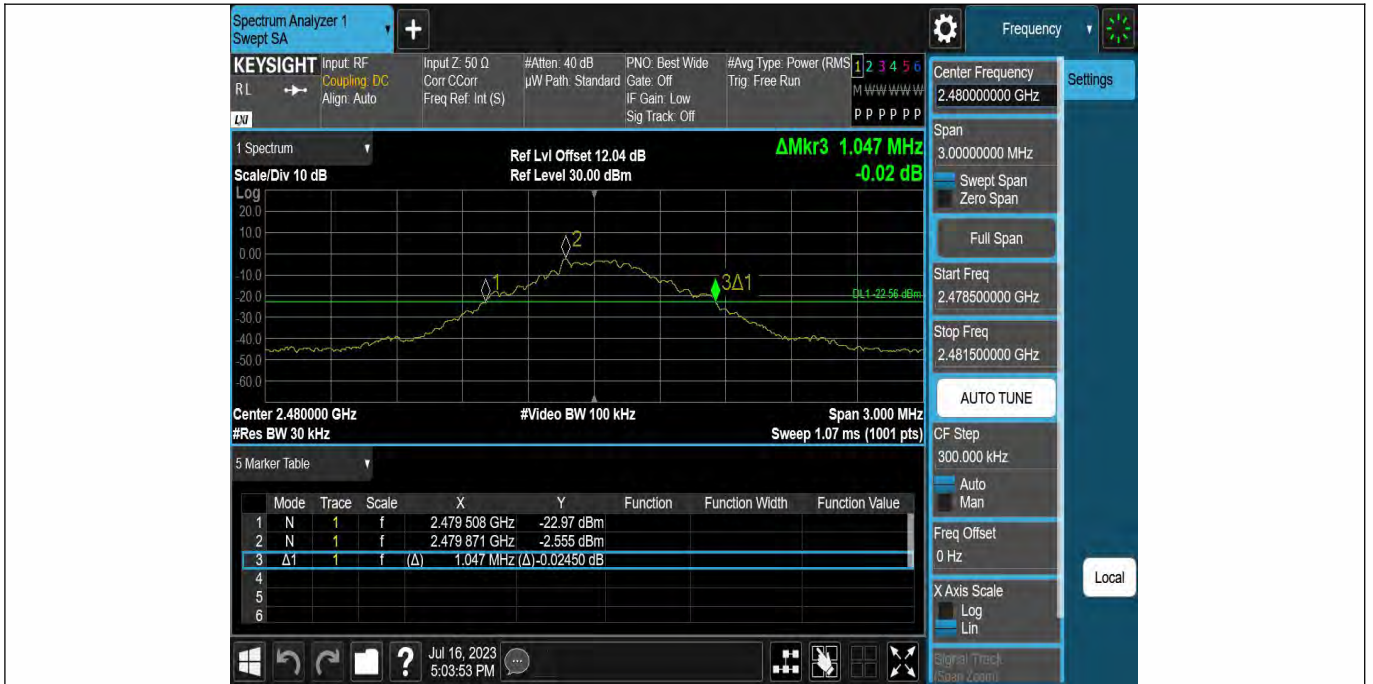 Spectrum Analyzer 1
Swept SA
+
Frequency
KEYSIGHT
Input: RF
Input Z: 50 Ω
#Atten: 40 dB
PNO: Best Wide
#Avg Type: Power (RMS
1 2 3 4 5 6
RL
Coupling: DC
Corr CCorr
µW Path: Standard
Gate: Off
Trig: Free Run
Align: Auto
Freq Ref: Int (S)
IF Gain: Low
M W W W W W
LXI
Sig Track: Off
P P P P P P
Center Frequency
2.480000000 GHz
Settings
1 Spectrum
Ref Lvl Offset 12.04 dB
ΔMkr3 1.047 MHz
Scale/Div 10 dB
Ref Level 30.00 dBm
-0.02 dB
Log
20.0
10.0
0.00
-10.0
-20.0
-30.0
-40.0
-50.0
-60.0
1
2
3Δ1
DL1 -22.56 dBm
Center 2.480000 GHz
#Video BW 100 kHz
Span 3.000 MHz
#Res BW 30 kHz
Sweep 1.07 ms (1001 pts)
Span
3.00000000 MHz
Swept Span
Zero Span
Full Span
Start Freq
2.478500000 GHz
Stop Freq
2.481500000 GHz
AUTO TUNE
CF Step
300.000 kHz
Auto
Man
Freq Offset
0 Hz
X Axis Scale
Log
Lin
Signal Track
(Span Zoom)
Local
5 Marker Table
Mode Trace Scale X Y Function Function Width Function Value
1 N 1 f 2.479 508 GHz -22.97 dBm
2 N 1 f 2.479 871 GHz -2.555 dBm
3 Δ1 1 f (Δ) 1.047 MHz (Δ) -0.02450 dB
4
5
6
?
Jul 16, 2023
5:03:53 PM